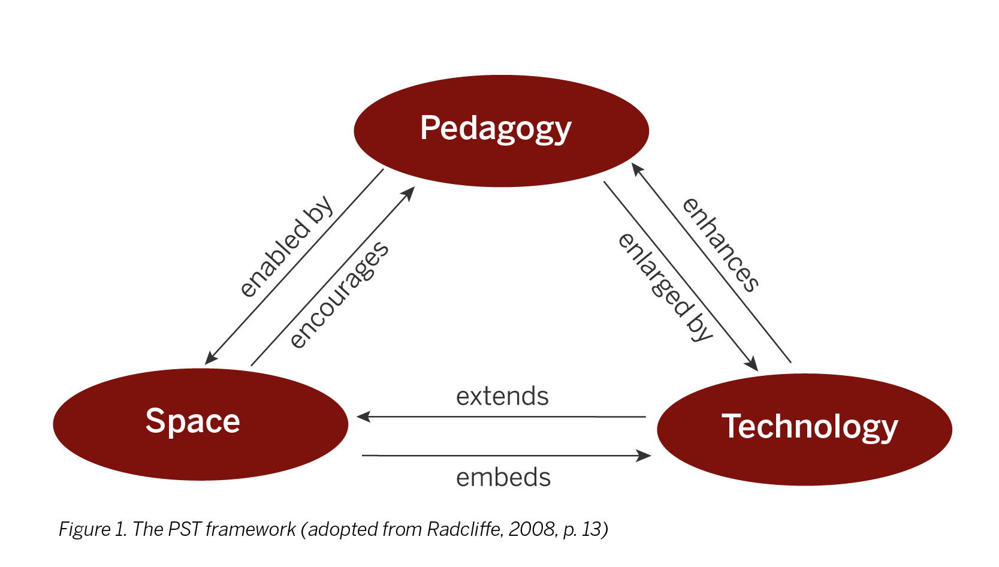 Pedagogy
enabled by
encourages
enhances
enlarged by
extends
Space
Technology
embeds
Figure 1. The PST framework (adopted from Radcliffe, 2008, p. 13)